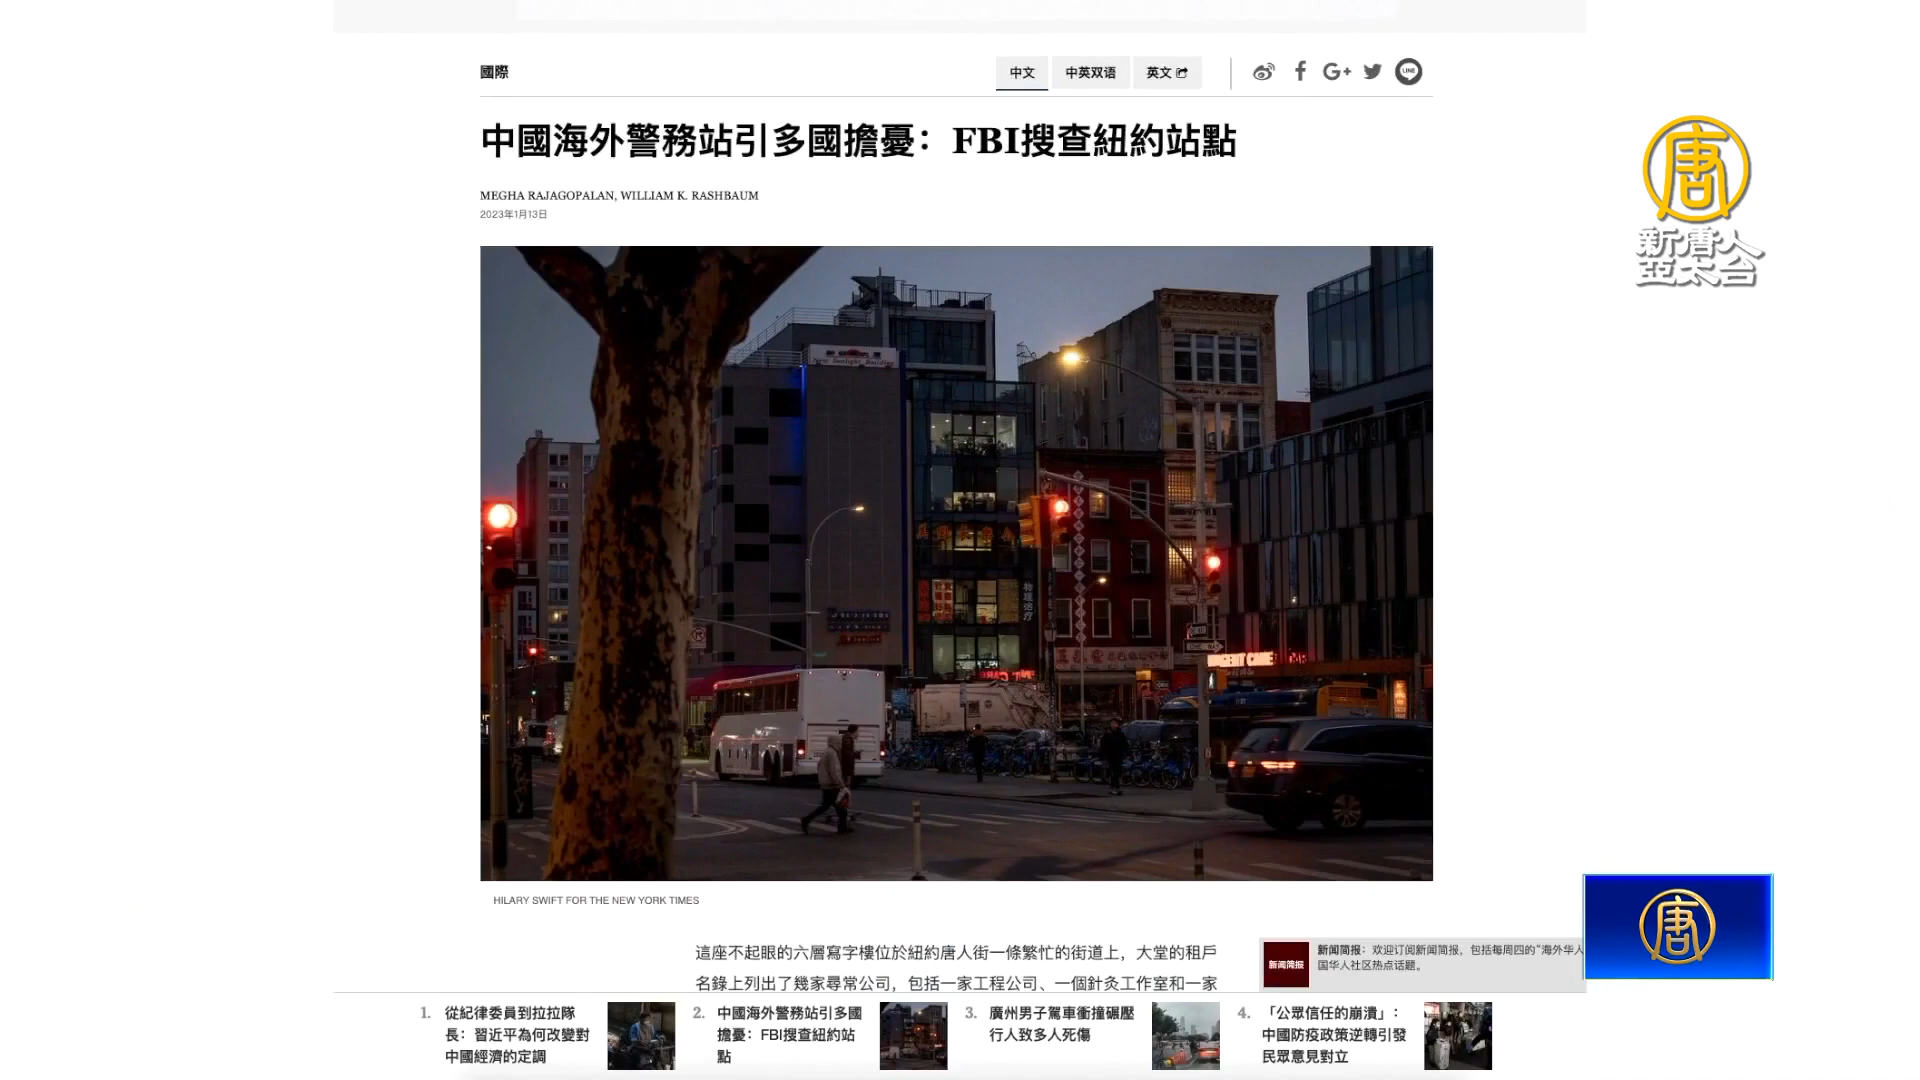 國際
中文
中英双语
英文
G+
LINE
中國海外警務站引多國擔憂：FBI搜查紐約站點
MEGHA RAJAGOPALAN, WILLIAM K. RASHBAUM
2023年1月13日
唐
新唐人
亞太台
New Sunlight Building
物理治疗
URGENT CARE
HILARY SWIFT FOR THE NEW YORK TIMES
這座不起眼的六層寫字樓位於紐約唐人街一條繁忙的街道上，大堂的租戶
名錄上列出了幾家尋常公司，包括一家工程公司、一個針灸工作室和一家
新闻简报
新闻简报：欢迎订阅新闻简报，包括每周四的“海外华人
国华人社区热点话题。
唐
1. 從紀律委員到拉拉隊
長：習近平為何改變對
中國經濟的定調
2. 中國海外警務站引多國
擔憂：FBI搜查紐約站
點
3. 廣州男子駕車衝撞碾壓
行人致多人死傷
4. 「公眾信任的崩潰」：
中國防疫政策逆轉引發
民眾意見對立